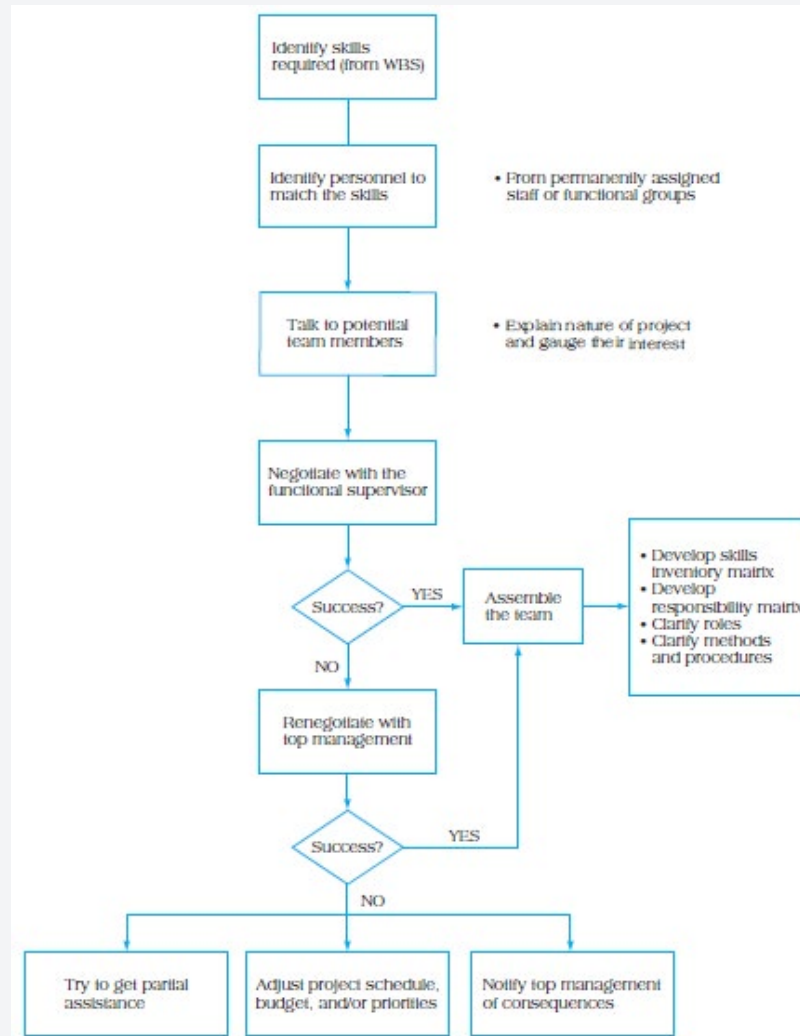 Identify skills
required (from WBS)
Identify personnel to
match the skills
• From permanently assigned
staff or functional groups
Talk to potential
team members
• Explain nature of project
and gauge their interest
Negotiate with the
functional supervisor
Success?
YES
Assemble
the team
• Develop skills
inventory matrix
• Develop
responsibility matrix
• Clarify roles
• Clarify methods
and procedures
NO
Renegotiate with
top management
Success?
YES
NO
Try to get partial
assistance
Adjust project schedule,
budget, and/or priorities
Notify top management
of consequences